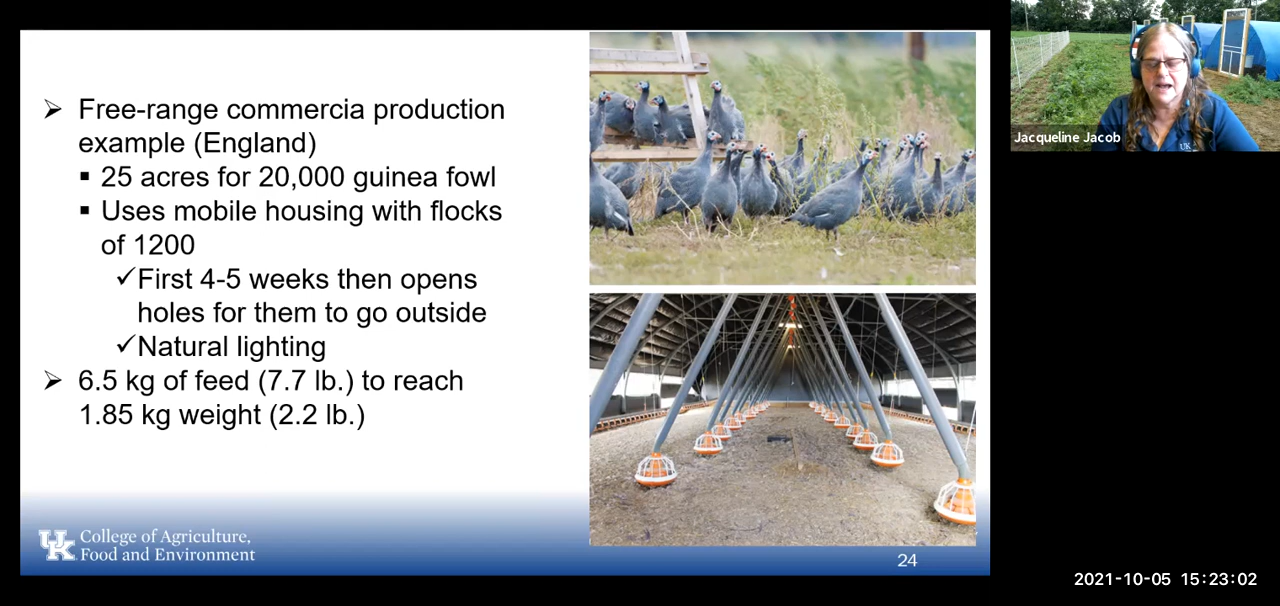 Free-range commercia production
example (England)
25 acres for 20,000 guinea fowl
Uses mobile housing with flocks
of 1200
First 4-5 weeks then opens
holes for them to go outside
Natural lighting
6.5 kg of feed (7.7 lb.) to reach
1.85 kg weight (2.2 lb.)
UK College of Agriculture,
Food and Environment
24
Jacqueline Jacob
UK
2021-10-05 15:23:02